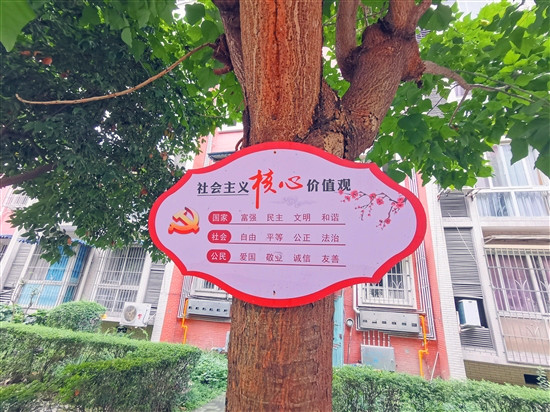 社会主义核心价值观
国家 富强 民主 文明 和谐
社会 自由 平等 公正 法治
公民 爱国 敬业 诚信 友善